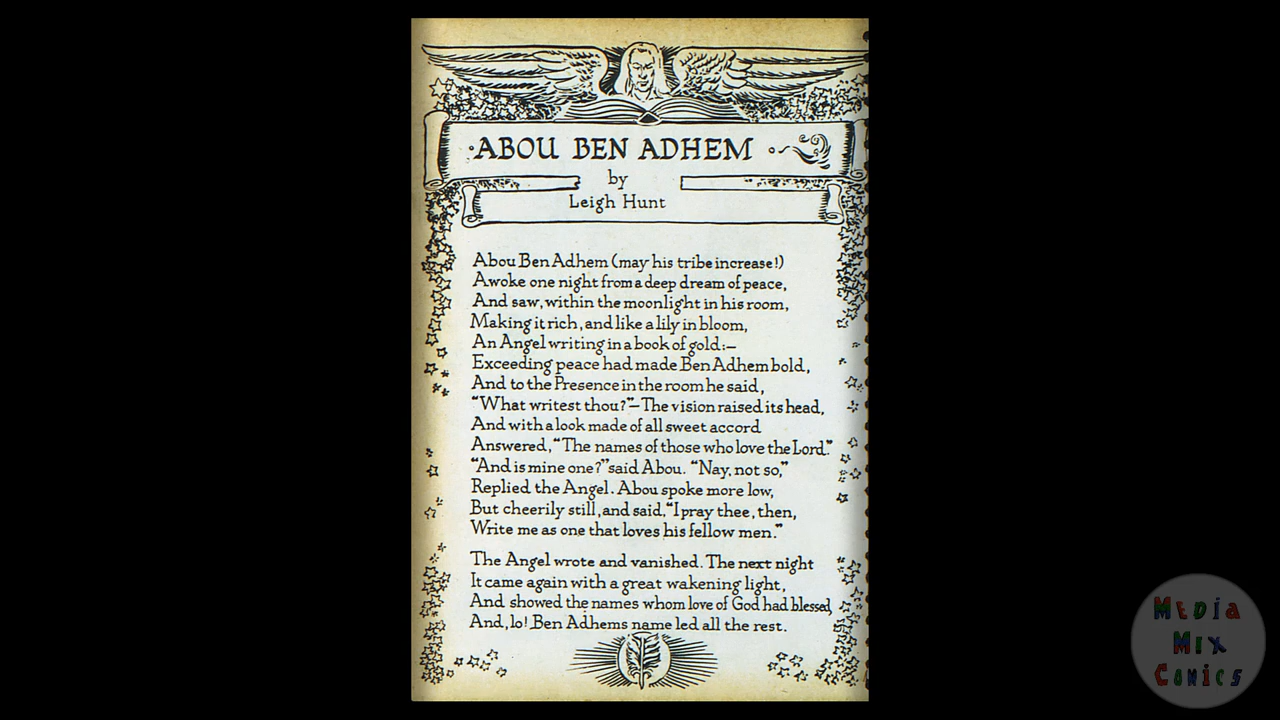 ABOU BEN ADHEM
by
Leigh Hunt
Abou Ben Adhem (may his tribe increase!)
Awoke one night from a deep dream of peace,
And saw, within the moonlight in his room,
Making it rich, and like a lily in bloom,
An Angel writing in a book of gold:—
Exceeding peace had made Ben Adhem bold,
And to the Presence in the room he said,
"What writest thou?"—The vision raised its head,
And with a look made of all sweet accord
Answered, "The names of those who love the Lord."
"And is mine one?" said Abou. "Nay, not so,"
Replied the Angel. Abou spoke more low,
But cheerily still, and said, "I pray thee, then,
Write me as one that loves his fellow men."
The Angel wrote and vanished. The next night
It came again with a great wakening light,
And showed the names whom love of God had blessed,
And, lo! Ben Adhems name led all the rest.
MEDiA
MiX
COMiCS